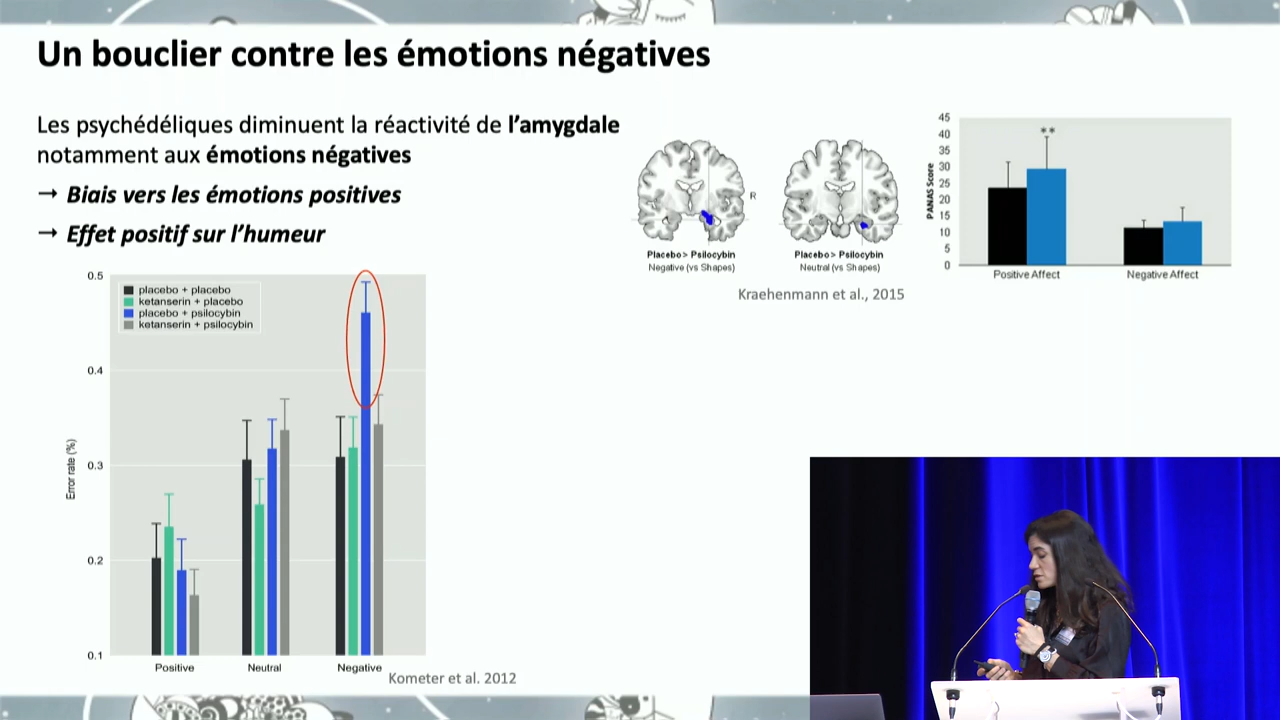 Un bouclier contre les émotions négatives
Les psychédéliques diminuent la réactivité de l’amygdale
notamment aux émotions négatives
→ Biais vers les émotions positives
→ Effet positif sur l’humeur
0.5
0.4
0.3
0.2
0.1
Error rate (%)
placebo + placebo
ketanserin + placebo
placebo + psilocybin
ketanserin + psilocybin
Positive
Neutral
Negative
Kometer et al. 2012
R
Placebo > Psilocybin
Negative (vs Shapes)
Placebo > Psilocybin
Neutral (vs Shapes)
Kraehenmann et al., 2015
PANAS Score
45
40
35
30
25
20
15
10
5
0
**
Positive Affect
Negative Affect